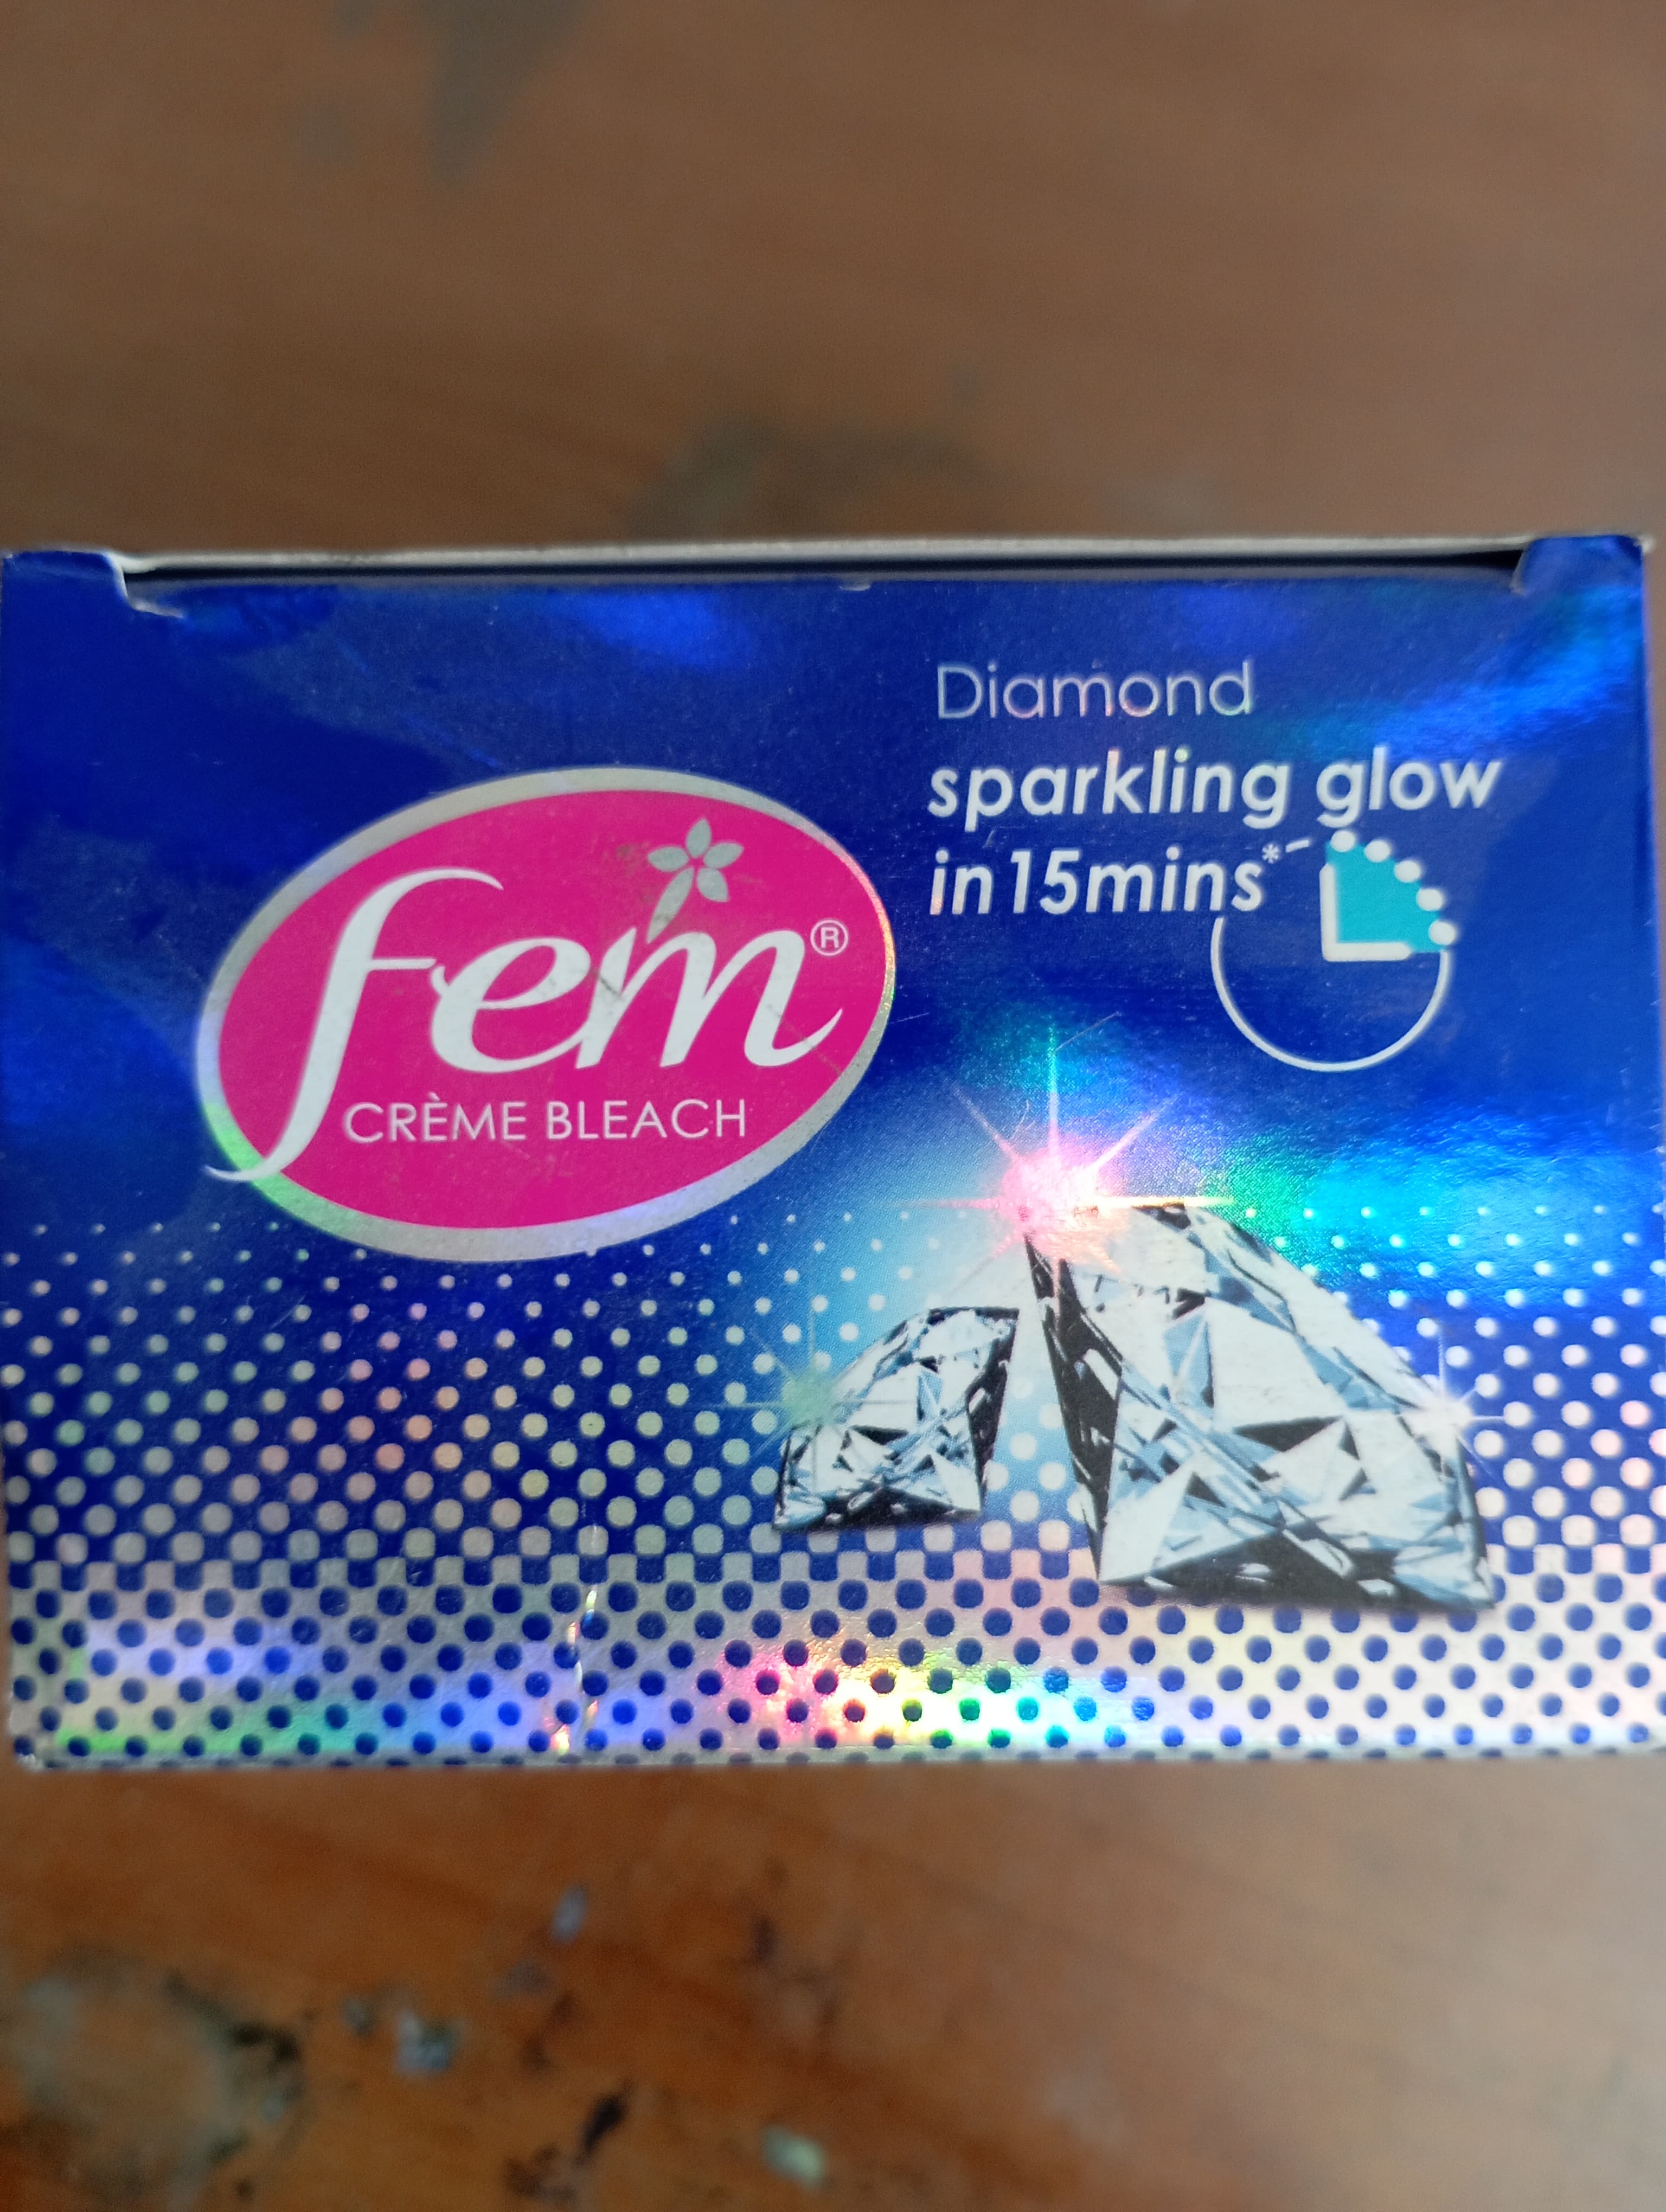 fem®
CRÈME BLEACH
Diamond
sparkling glow
in 15mins*